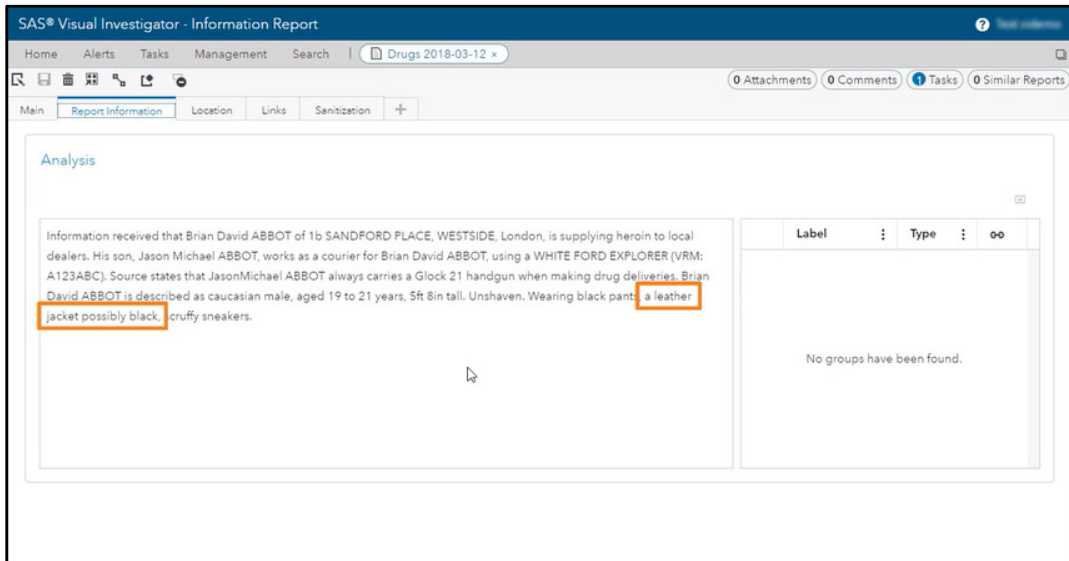 SAS® Visual Investigator - Information Report
?
Home Alerts Tasks Management Search | Drugs 2018-03-12 ×
0 Attachments 0 Comments 1 Tasks 0 Similar Reports
Main Report Information Location Links Sanitization +
Analysis
Information received that Brian David ABBOT of 1b SANDFORD PLACE, WESTSIDE, London, is supplying heroin to local
dealers. His son, Jason Michael ABBOT, works as a courier for Brian David ABBOT, using a WHITE FORD EXPLORER (VRM:
A123ABC). Source states that JasonMichael ABBOT always carries a Glock 21 handgun when making drug deliveries. Brian
David ABBOT is described as caucasian male, aged 19 to 21 years, 5ft 8in tall. Unshaven. Wearing black pants, a leather
jacket possibly black, scruffy sneakers.
Label Type
No groups have been found.